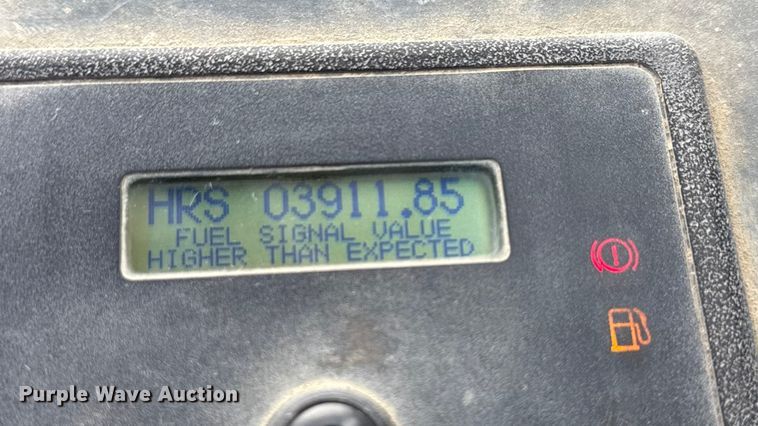 HRS 03911.85
FUEL SIGNAL VALUE
HIGHER THAN EXPECTED
Purple Wave Auction®